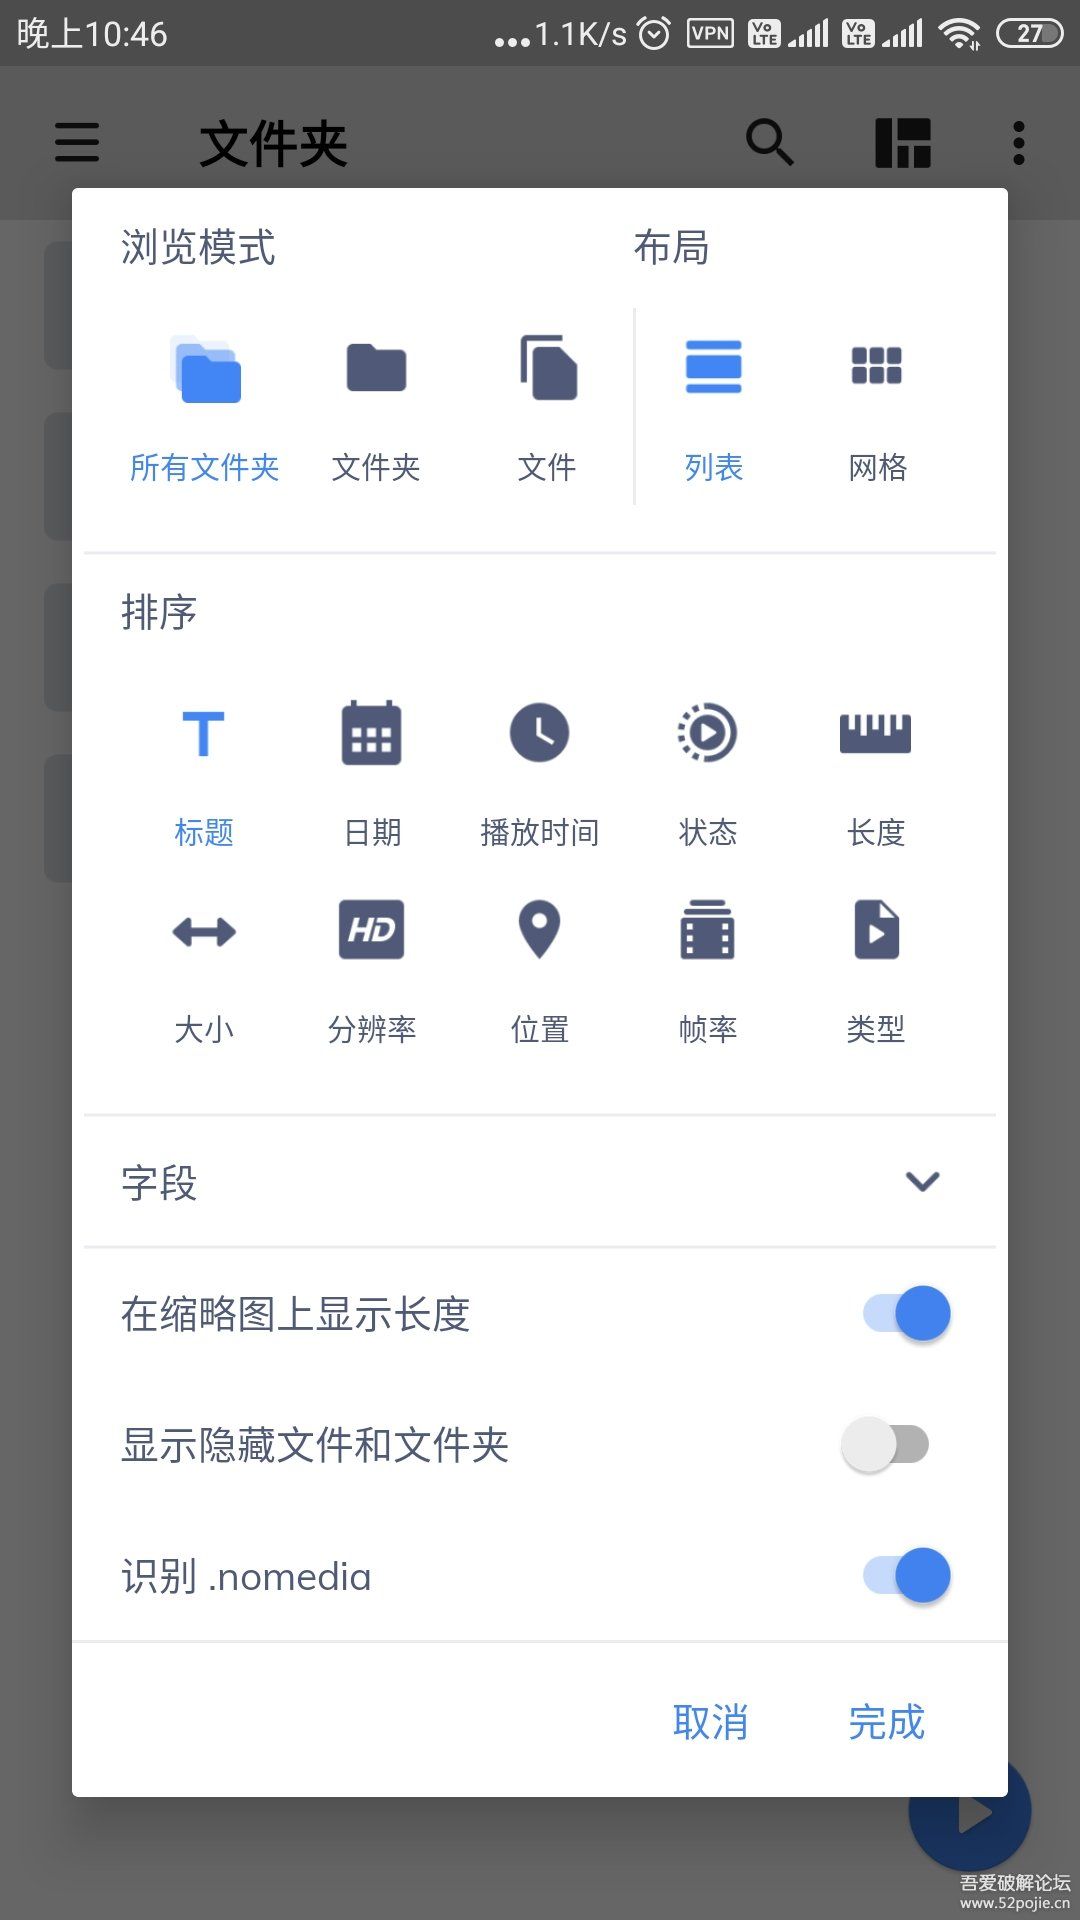 晚上10:46
...1.1K/s VPN Vo LTE Vo LTE 27
文件夹
浏览模式 布局
所有文件夹 文件夹 文件 列表 网格
排序
T
标题 日期 播放时间 状态 长度
HD
大小 分辨率 位置 帧率 类型
字段
在缩略图上显示长度
显示隐藏文件和文件夹
识别 .nomedia
取消 完成
吾爱破解论坛
www.52pojie.cn